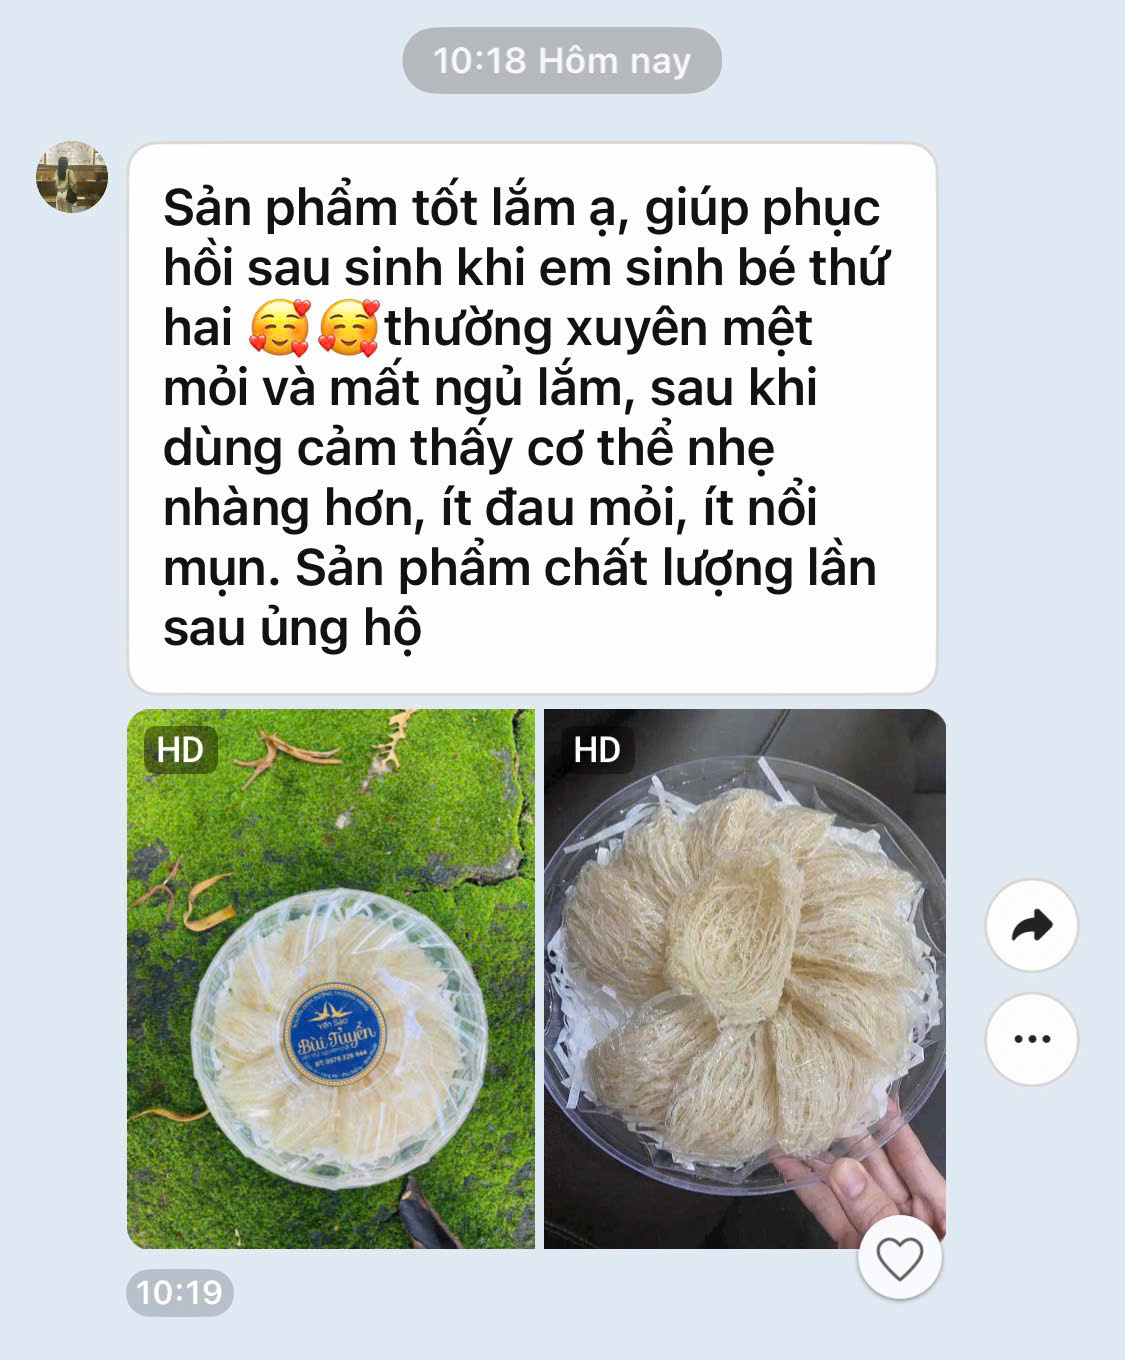 10:18 Hôm nay
Sản phẩm tốt lắm ạ, giúp phục
hồi sau sinh khi em sinh bé thứ
hai 🥰🥰thường xuyên mệt
mỏi và mất ngủ lắm, sau khi
dùng cảm thấy cơ thể nhẹ
nhàng hơn, ít đau mỏi, ít nổi
mụn. Sản phẩm chất lượng lần
sau ủng hộ
HD
HD
Yến Sào
Bùi Tuyển
ĐT: 0978 226 944
10:19